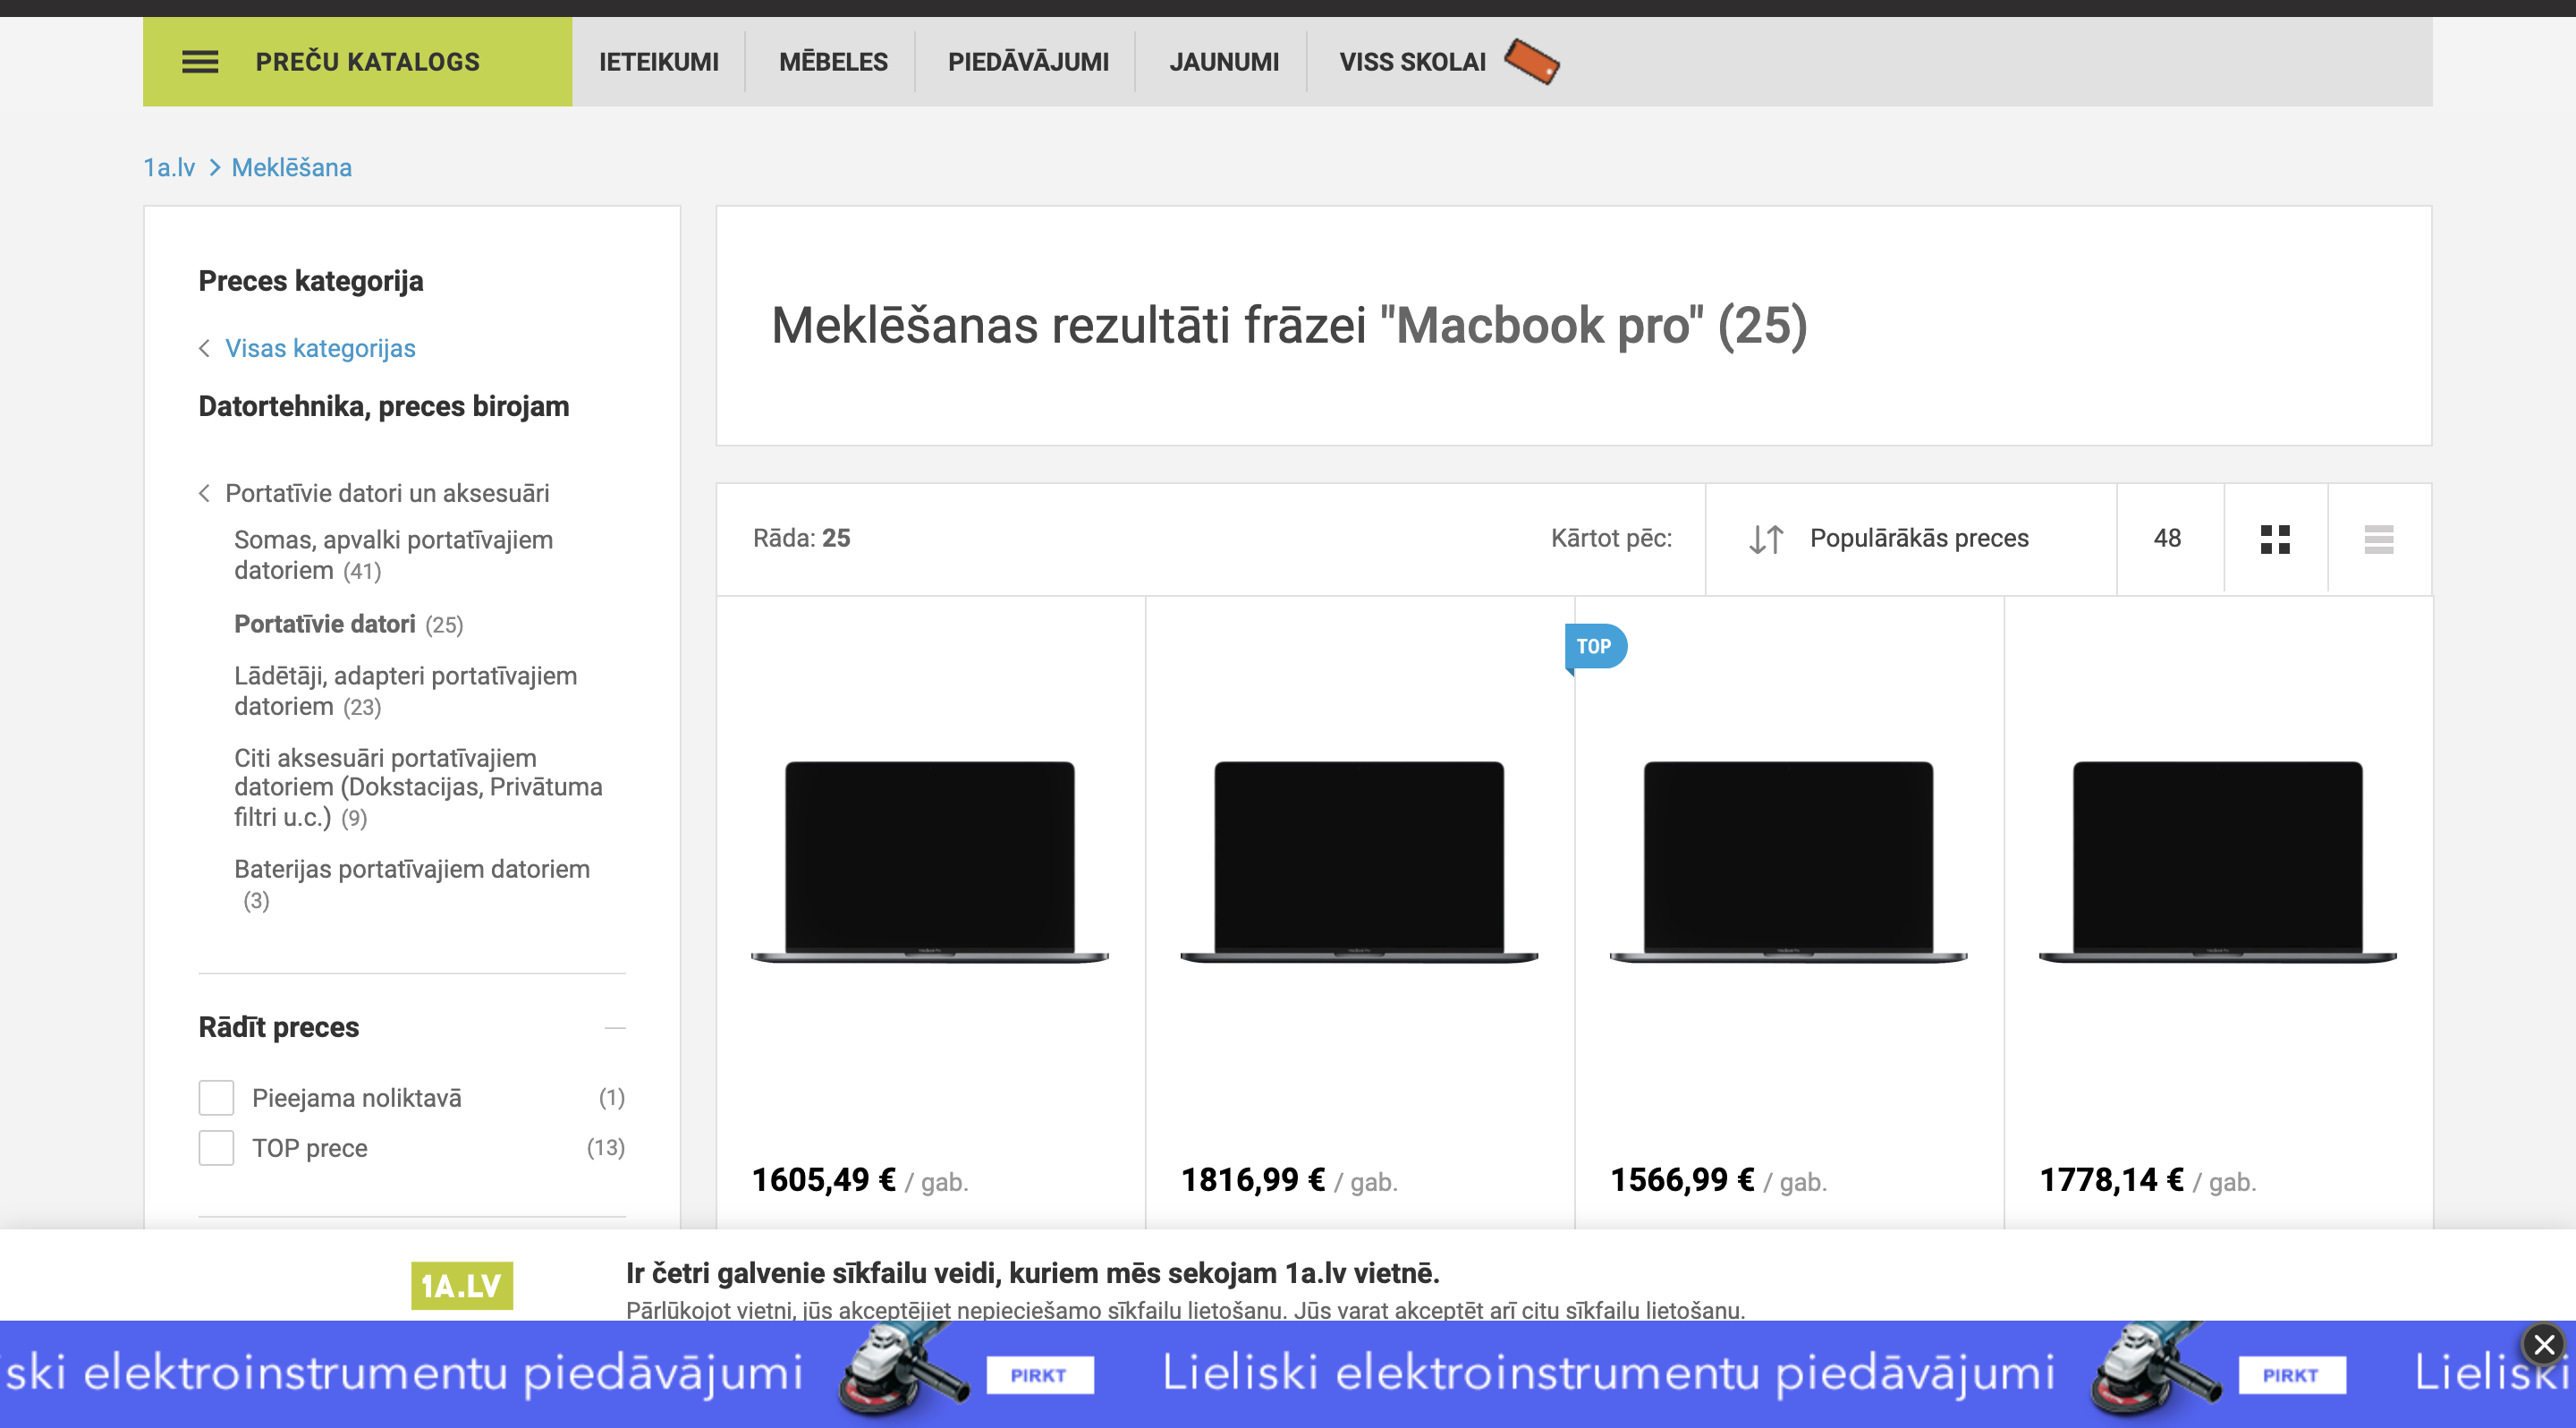 PREČU KATALOGS
IETEIKUMI
MĒBELES
PIEDĀVĀJUMI
JAUNUMI
VISS SKOLAI
1a.lv > Meklēšana
Preces kategorija
Visas kategorijas
Datortehnika, preces birojam
Portatīvie datori un aksesuāri
Somas, apvalki portatīvajiem
datoriem (41)
Portatīvie datori (25)
Lādētāji, adapteri portatīvajiem
datoriem (23)
Citi aksesuāri portatīvajiem
datoriem (Dokstacijas, Privātuma
filtri u.c.) (9)
Baterijas portatīvajiem datoriem
(3)
Rādīt preces
Pieejama noliktavā (1)
TOP prece (13)
Meklēšanas rezultāti frāzei "Macbook pro" (25)
Rāda: 25
Kārtot pēc:
Populārākās preces
48
TOP
1605,49 € / gab.
1816,99 € / gab.
1566,99 € / gab.
1778,14 € / gab.
1A.LV
Ir četri galvenie sīkfailu veidi, kuriem mēs sekojam 1a.lv vietnē.
Pārlūkojot vietni, jūs akceptējiet nepieciešamo sīkfailu lietošanu. Jūs varat akceptēt arī citu sīkfailu lietošanu.
ski elektroinstrumentu piedāvājumi
PIRKT
Lieliski elektroinstrumentu piedāvājumi
PIRKT
Lieliski